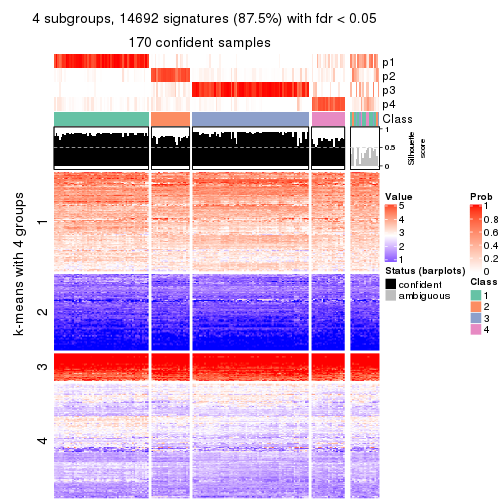 4 subgroups, 14692 signatures (87.5%) with fdr < 0.05
170 confident samples
p1
p2
p3
p4
Class
1
0.5
0
Silhouette
score
k-means with 4 groups
1
2
3
4
Value
5
4
3
2
1
Status (barplots)
confident
ambiguous
Prob
1
0.8
0.6
0.4
0.2
0
Class
1
2
3
4